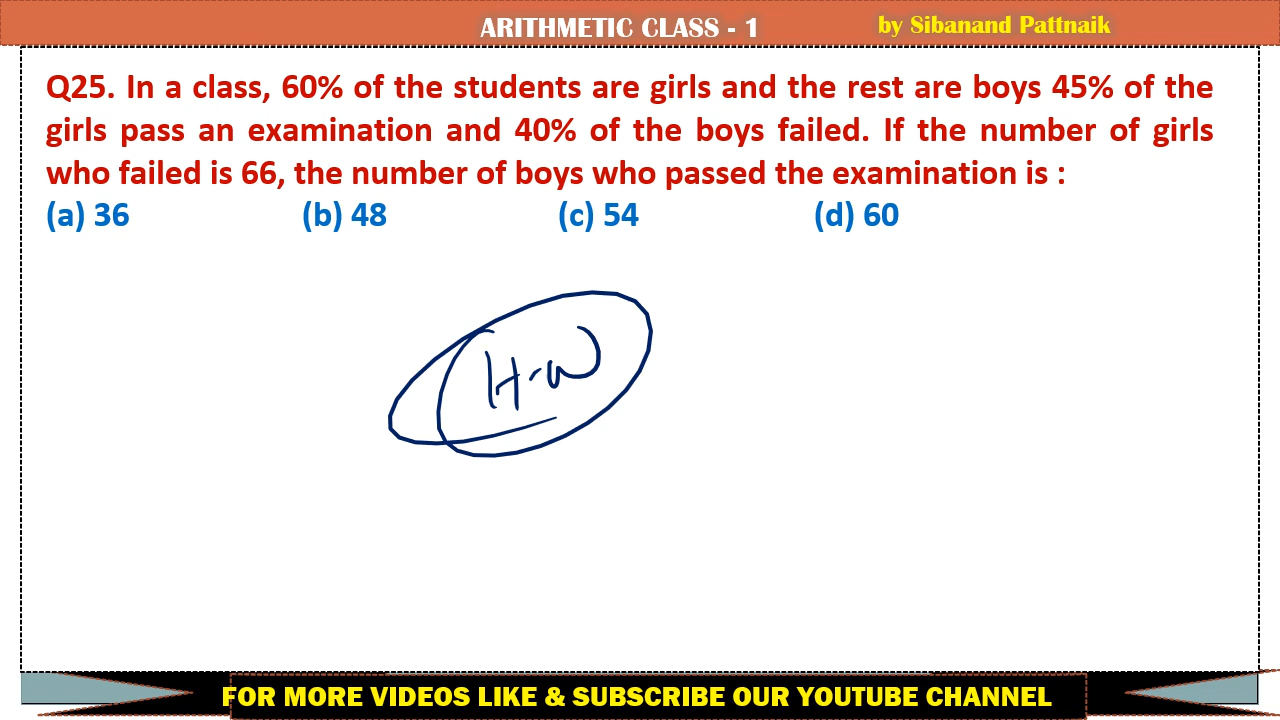 ARITHMETIC CLASS - 1
by Sibanand Pattnaik
Q25. In a class, 60% of the students are girls and the rest are boys 45% of the
girls pass an examination and 40% of the boys failed. If the number of girls
who failed is 66, the number of boys who passed the examination is :
(a) 36 (b) 48 (c) 54 (d) 60
H-W
FOR MORE VIDEOS LIKE & SUBSCRIBE OUR YOUTUBE CHANNEL